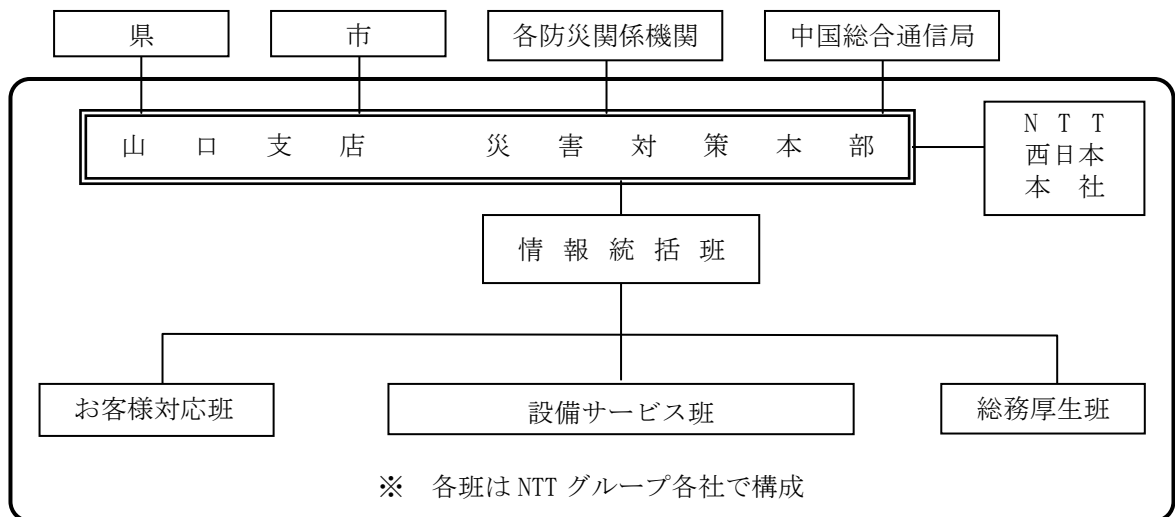 県
市
各防災関係機関
中国総合通信局
山口支店 災害対策本部
NTT
西日本
本社
情報統括班
お客様対応班
設備サービス班
総務厚生班
※ 各班はNTTグループ各社で構成